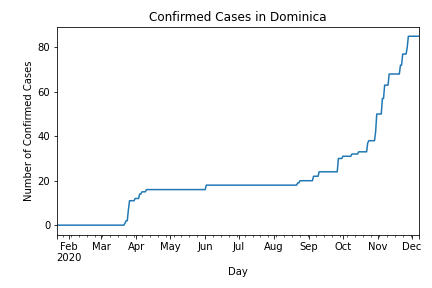 Confirmed Cases in Dominica
Number of Confirmed Cases
80
60
40
20
0
Feb Mar Apr May Jun Jul Aug Sep Oct Nov Dec
2020
Day